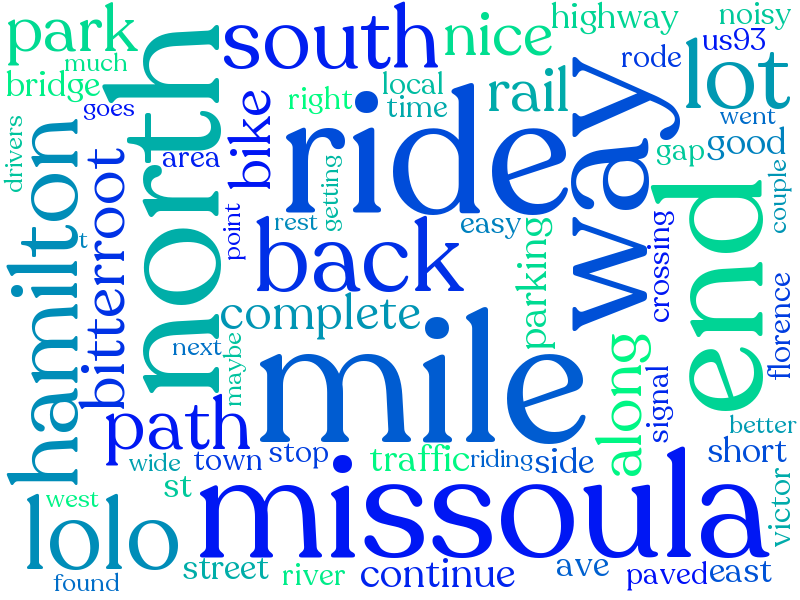 park
south
nice
highway
noisy
much
us93
bridge
rode
lot
goes
north
right
local
time
rail
way
went
drivers
area
bike
ride
gap
good
hamilton
bitterroot
getting
end
couple
point
rest
easy
t
back
parking
crossing
complete
florence
next
maybe
mile
along
signal
path
better
wide
town
stop
traffic
riding
side
short
west
st
missoula
victor
lolo
found
street
river
continue
ave
paved
east